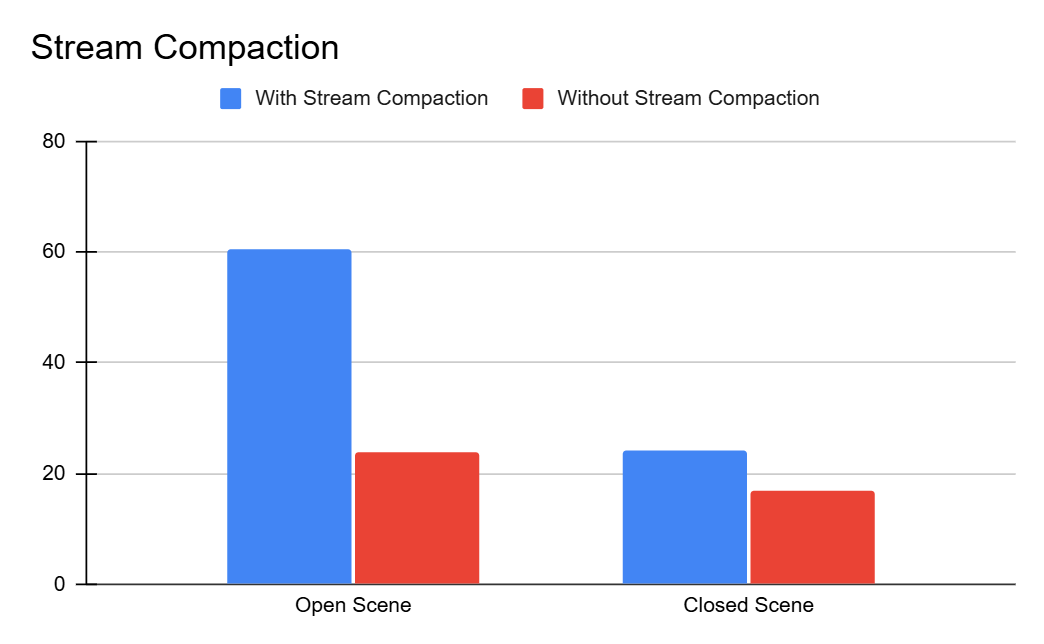 Stream Compaction
With Stream Compaction
Without Stream Compaction
80
60
40
20
0
Open Scene
Closed Scene